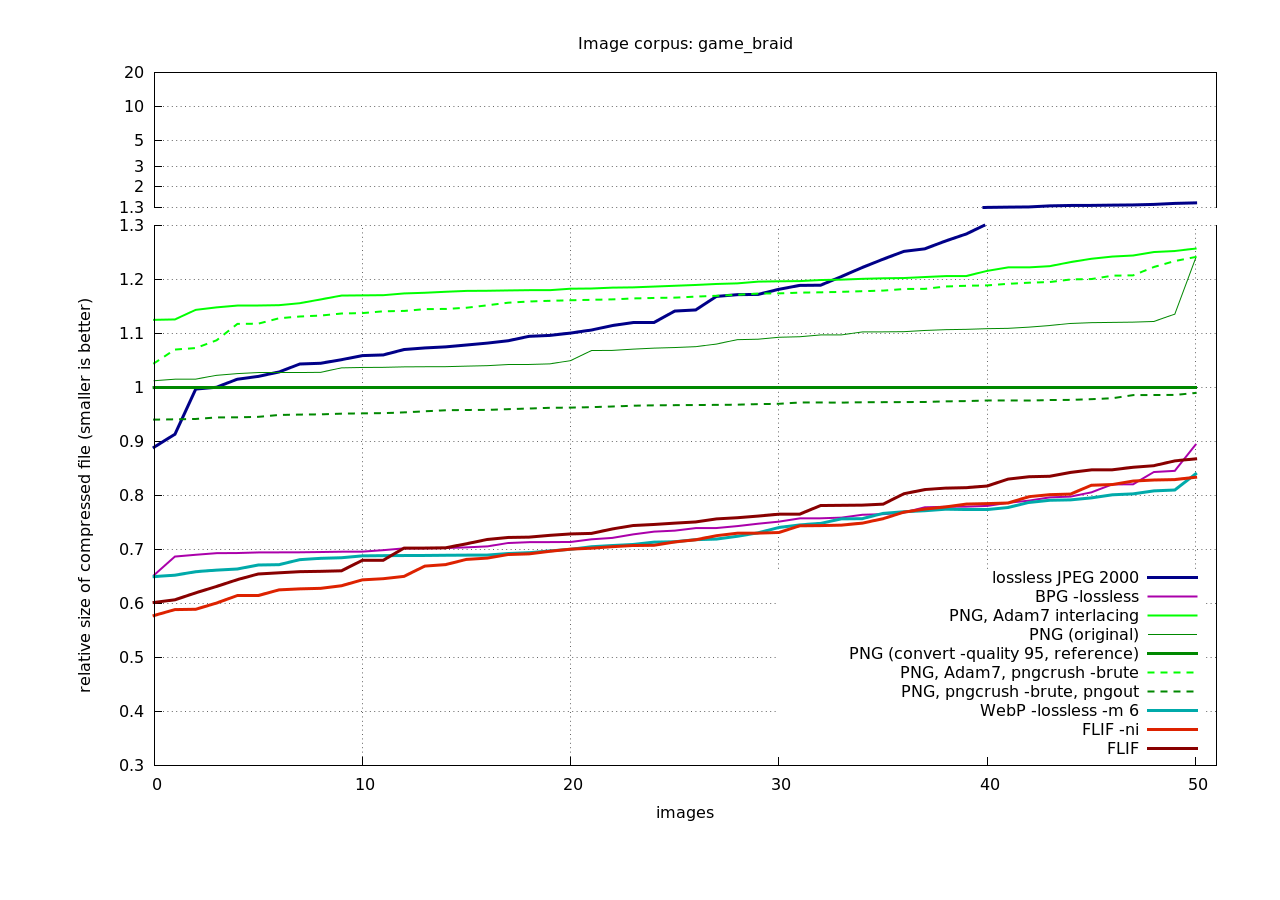 Image corpus: game_braid
20
10
5
3
2
1.3
1.3
1.2
1.1
1
0.9
0.8
0.7
0.6
0.5
0.4
0.3
relative size of compressed file (smaller is better)
lossless JPEG 2000
BPG -lossless
PNG, Adam7 interlacing
PNG (original)
PNG (convert -quality 95, reference)
PNG, Adam7, pngcrush -brute
PNG, pngcrush -brute, pngout
WebP -lossless -m 6
FLIF -ni
FLIF
0 10 20 30 40 50
images